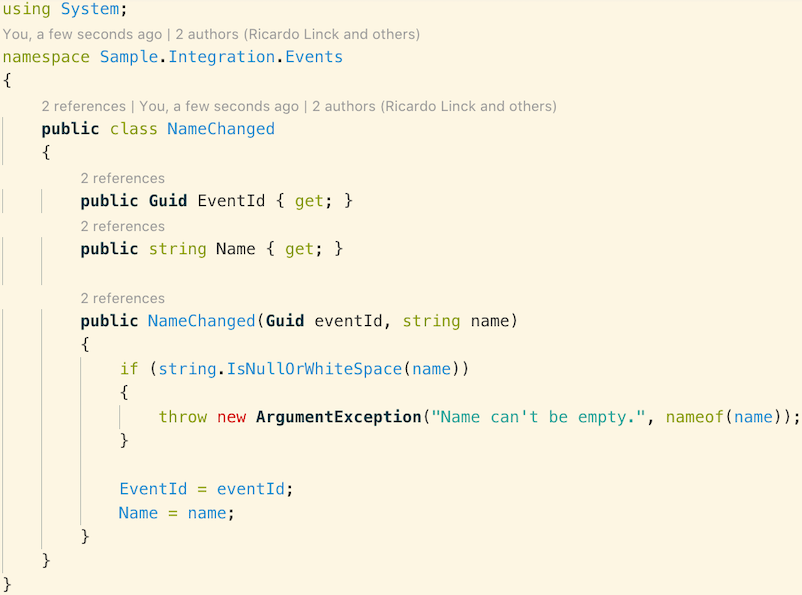 using System;
You, a few seconds ago | 2 authors (Ricardo Linck and others)
namespace Sample.Integration.Events
{
    2 references | You, a few seconds ago | 2 authors (Ricardo Linck and others)
    public class NameChanged
    {
        2 references
        public Guid EventId { get; }
        2 references
        public string Name { get; }

        2 references
        public NameChanged(Guid eventId, string name)
        {
            if (string.IsNullOrWhiteSpace(name))
            {
                throw new ArgumentException("Name can't be empty.", nameof(name));
            }

            EventId = eventId;
            Name = name;
        }
    }
}